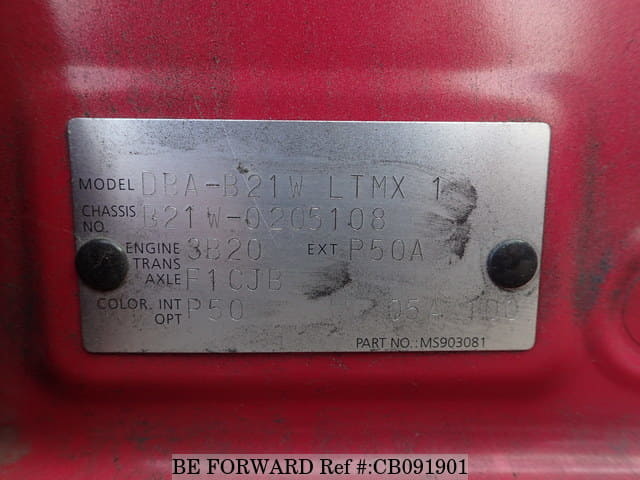 MODEL DBA-B21W LTMX 1
CHASSIS NO. B21W-0205108
ENGINE 3B20 EXT P50A
TRANS AXLE F1CJB
COLOR. INT OPT P50
PART NO.: MS903081
BE FORWARD Ref #:CB091901